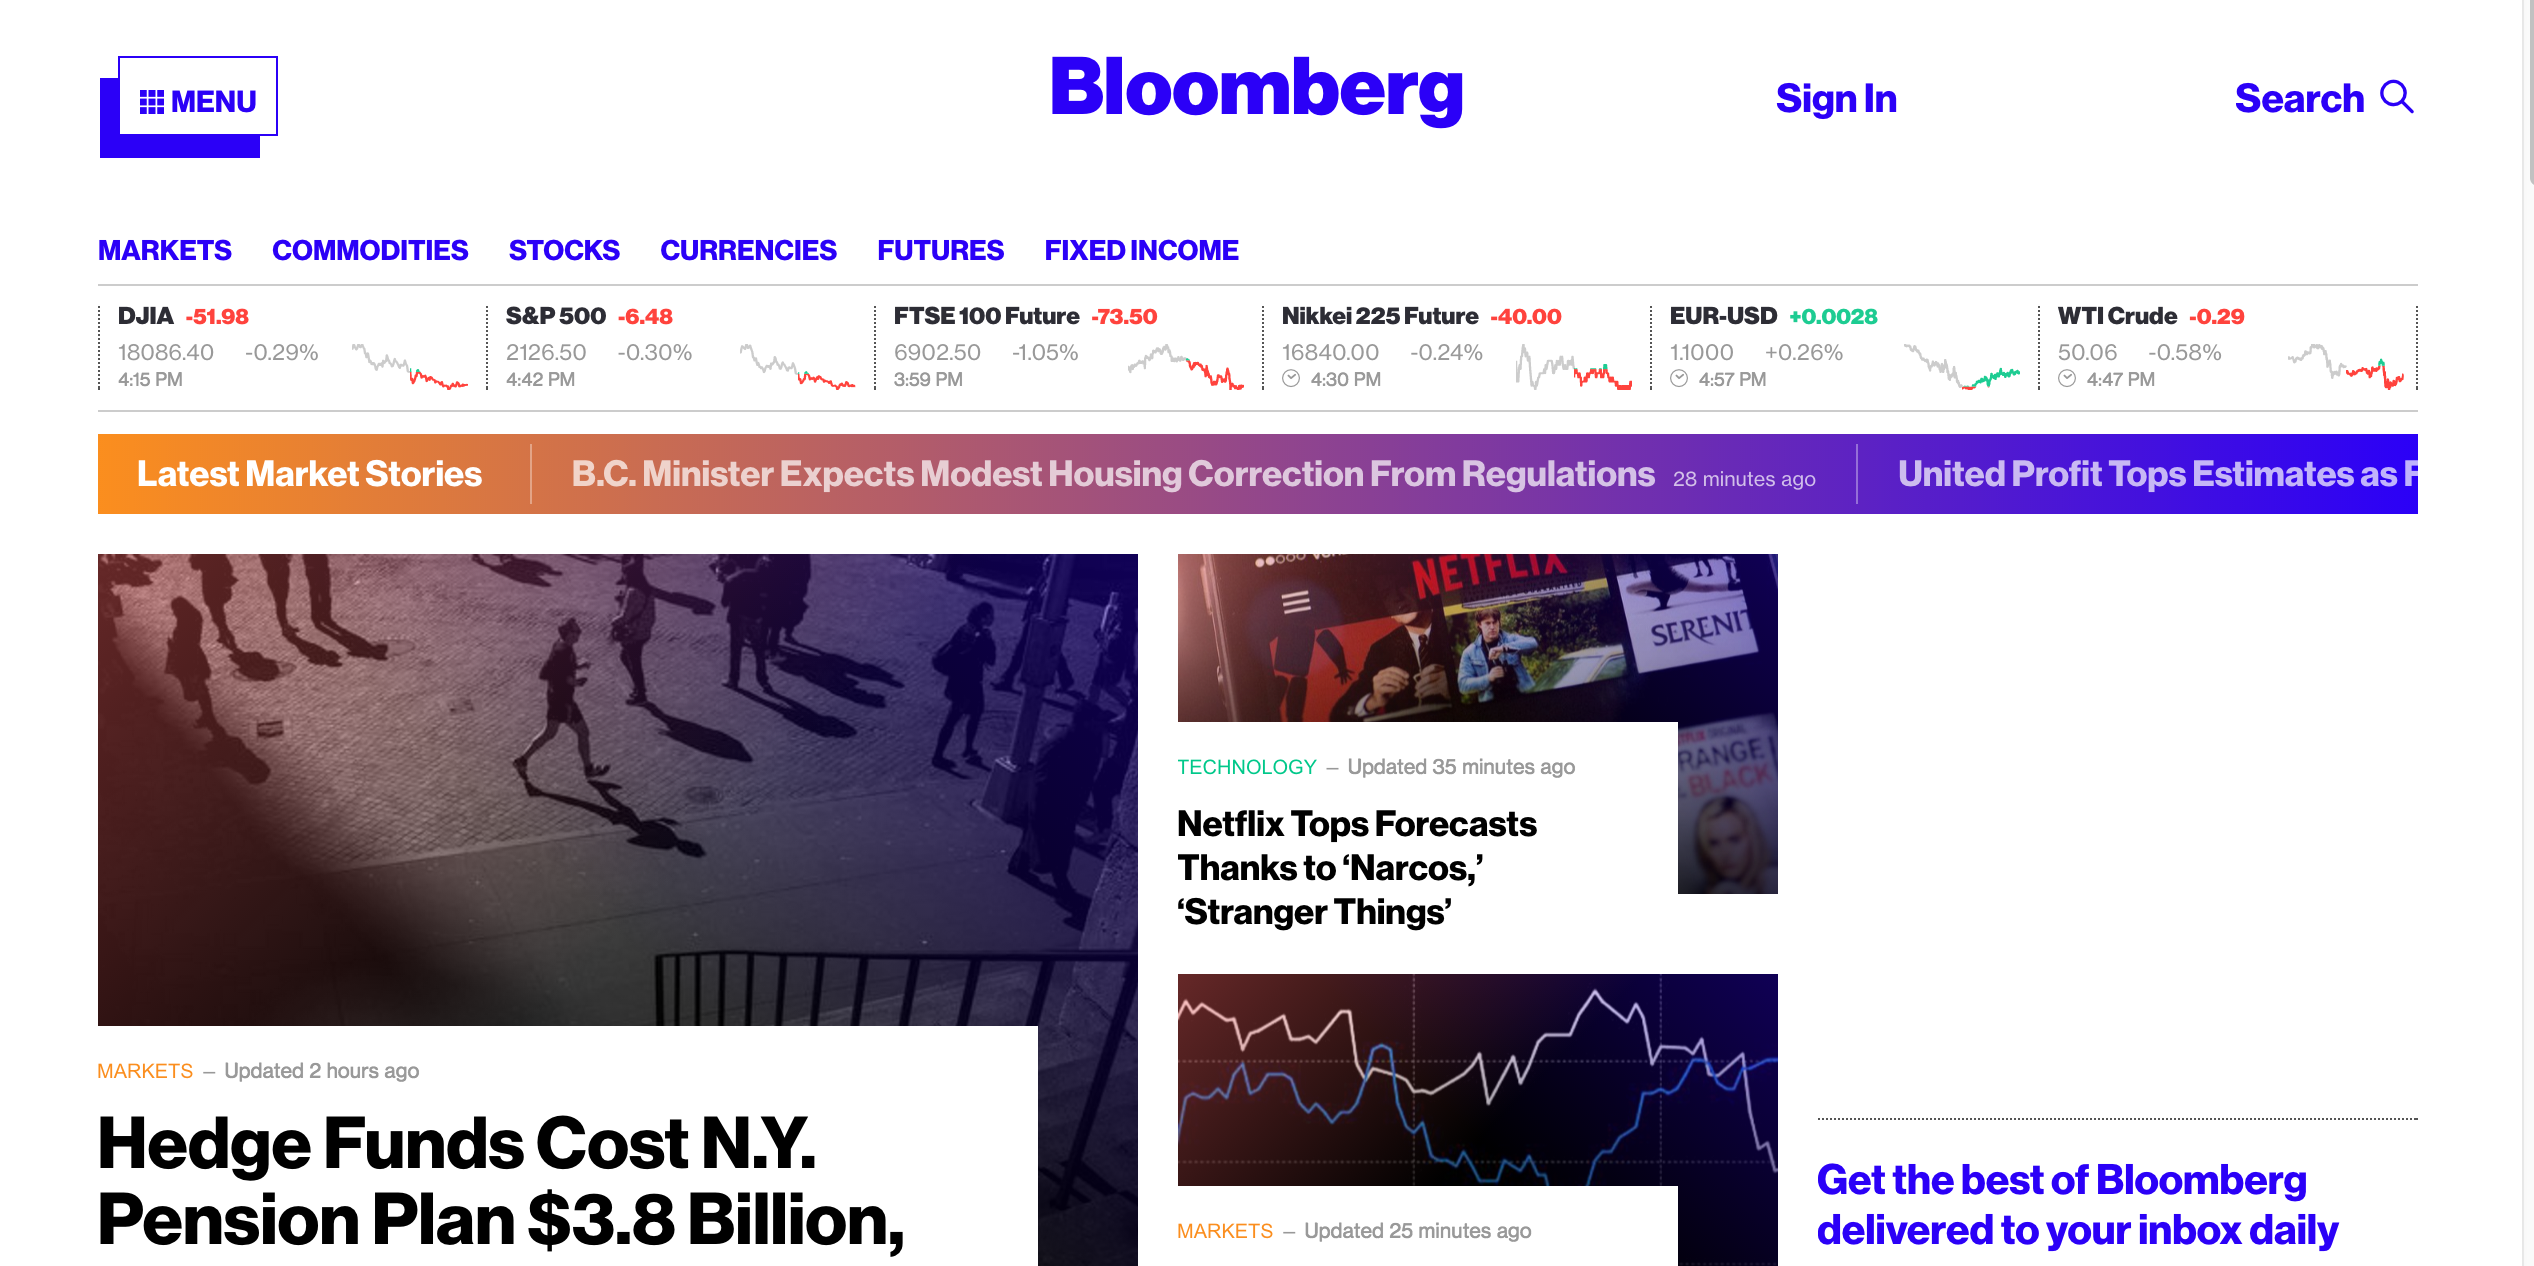 MENU
Bloomberg
Sign In
Search
MARKETS COMMODITIES STOCKS CURRENCIES FUTURES FIXED INCOME
DJIA -51.98
18086.40 -0.29%
4:15 PM
S&P 500 -6.48
2126.50 -0.30%
4:42 PM
FTSE 100 Future -73.50
6902.50 -1.05%
3:59 PM
Nikkei 225 Future -40.00
16840.00 -0.24%
4:30 PM
EUR-USD +0.0028
1.1000 +0.26%
4:57 PM
WTI Crude -0.29
50.06 -0.58%
4:47 PM
Latest Market Stories
B.C. Minister Expects Modest Housing Correction From Regulations 28 minutes ago
United Profit Tops Estimates as F
MARKETS – Updated 2 hours ago
Hedge Funds Cost N.Y.
Pension Plan $3.8 Billion,
NETFLIX
SERENIT
RANGE
BLACK
TECHNOLOGY – Updated 35 minutes ago
Netflix Tops Forecasts
Thanks to ‘Narcos,’
‘Stranger Things’
MARKETS – Updated 25 minutes ago
Get the best of Bloomberg
delivered to your inbox daily